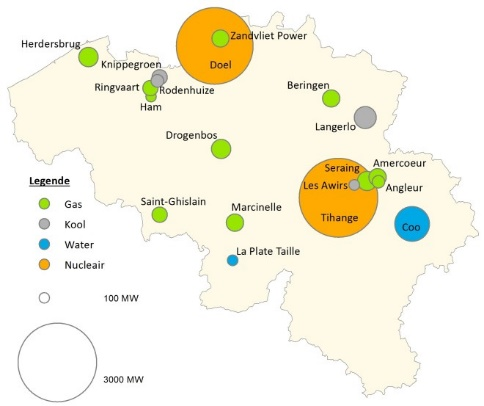 Zandvliet Power
Herdersbrug
Knippegroen
Doel
Ringvaart
Rodenhuize
Beringen
Ham
Langerlo
Drogenbos
Seraing
Amercoeur
Les Awirs
Angleur
Legende
Gas
Kool
Water
Nucleair
Saint-Ghislain
Marcinelle
Tihange
Coo
La Plate Taille
100 MW
3000 MW